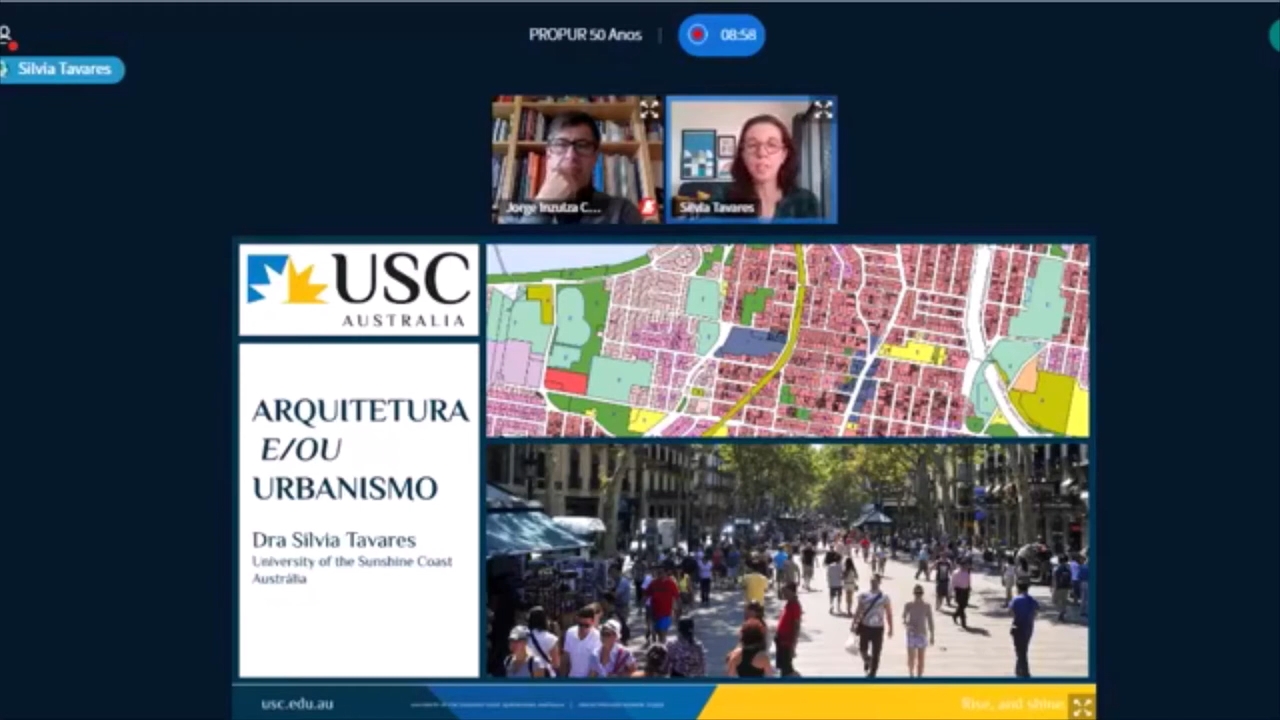 PROPUR 50 Anos
08:58
Silvia Tavares
Jorge Inzulza C...
Silvia Tavares
USC
AUSTRALIA
ARQUITETURA
E/OU
URBANISMO
Dra Silvia Tavares
University of the Sunshine Coast
Austrália
usc.edu.au
Rise, and shine.